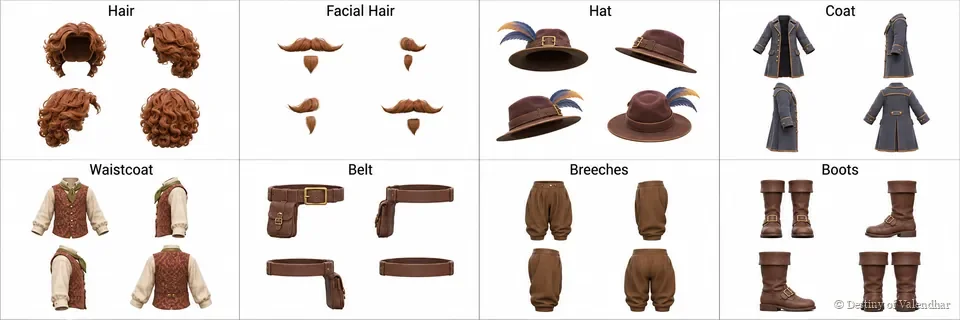 Hair
Facial Hair
Hat
Coat
Waistcoat
Belt
Breeches
Boots
© Destiny of Valendhar